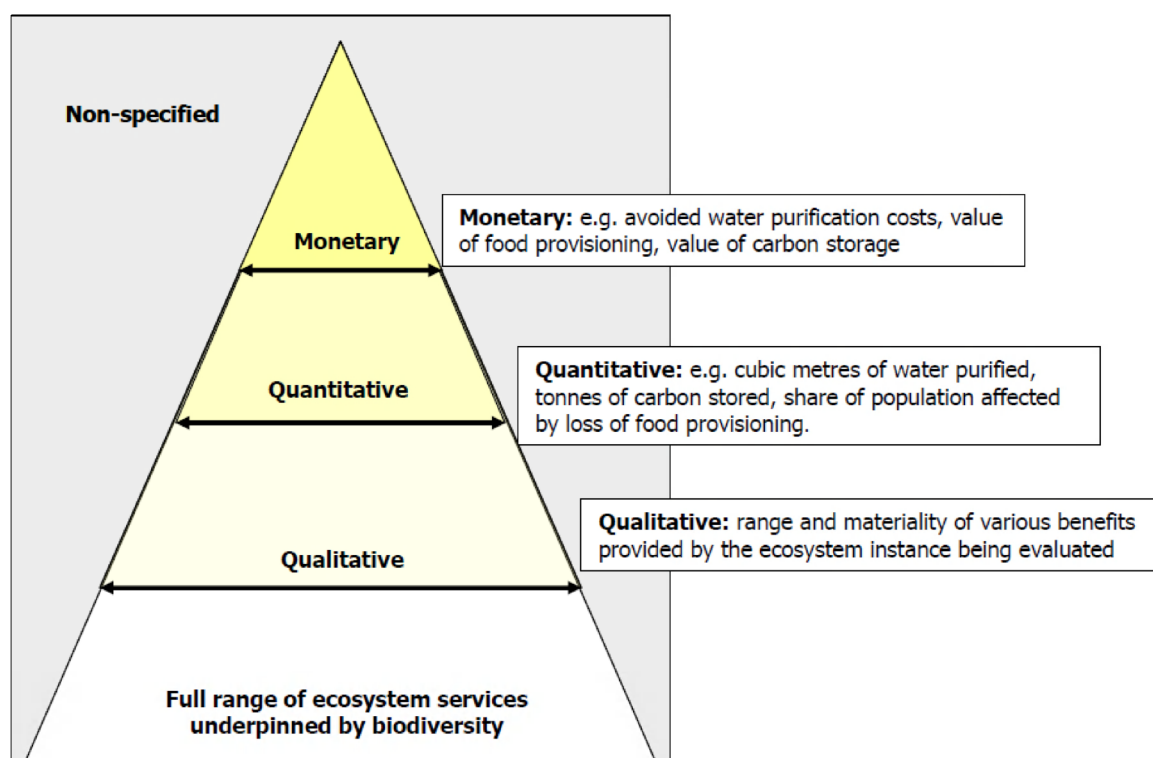 Non-specified
Monetary: e.g. avoided water purification costs, value
of food provisioning, value of carbon storage
Monetary
Quantitative: e.g. cubic metres of water purified,
tonnes of carbon stored, share of population affected
by loss of food provisioning.
Quantitative
Qualitative: range and materiality of various benefits
provided by the ecosystem instance being evaluated
Qualitative
Full range of ecosystem services
underpinned by biodiversity